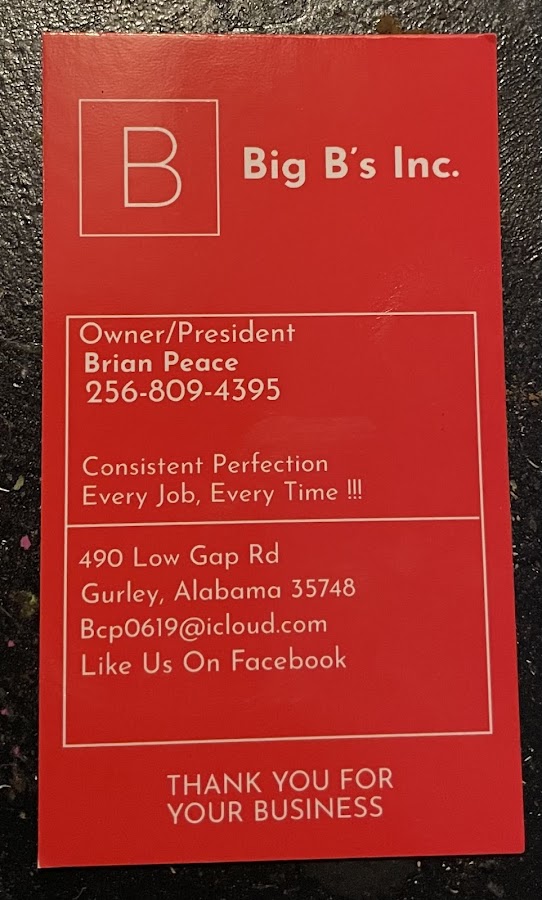 B
Big B's Inc.
Owner/President
Brian Peace
256-809-4395
Consistent Perfection
Every Job, Every Time !!!
490 Low Gap Rd
Gurley, Alabama 35748
Bcp0619@icloud.com
Like Us On Facebook
THANK YOU FOR
YOUR BUSINESS